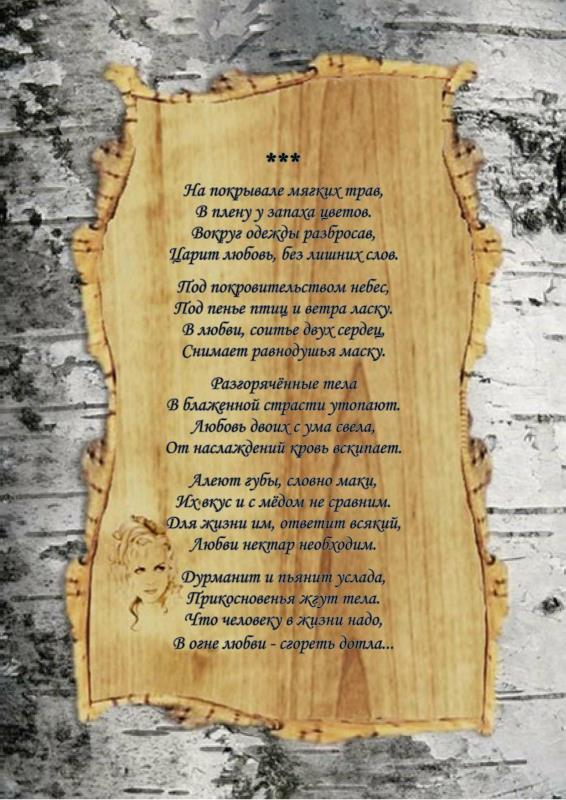 ***
На покрывале мягких трав,
В плену у запаха цветов.
Вокруг одежды разбросав,
Царит любовь, без лишних слов.
Под покровительством небес,
Под пенье птиц и ветра ласку.
В любви, соитье двух сердец,
Снимает равнодушья маску.
Разгорячённые тела
В блаженной страсти утопают.
Любовь двоих с ума свела,
От наслаждений кровь вскипает.
Алеют губы, словно маки,
Их вкус и с мёдом не сравним.
Для жизни им, ответит всякий,
Любви нектар необходим.
Дурманит и пьянит услада,
Прикосновенья жгут тела.
Что человеку в жизни надо,
В огне любви - сгореть дотла...